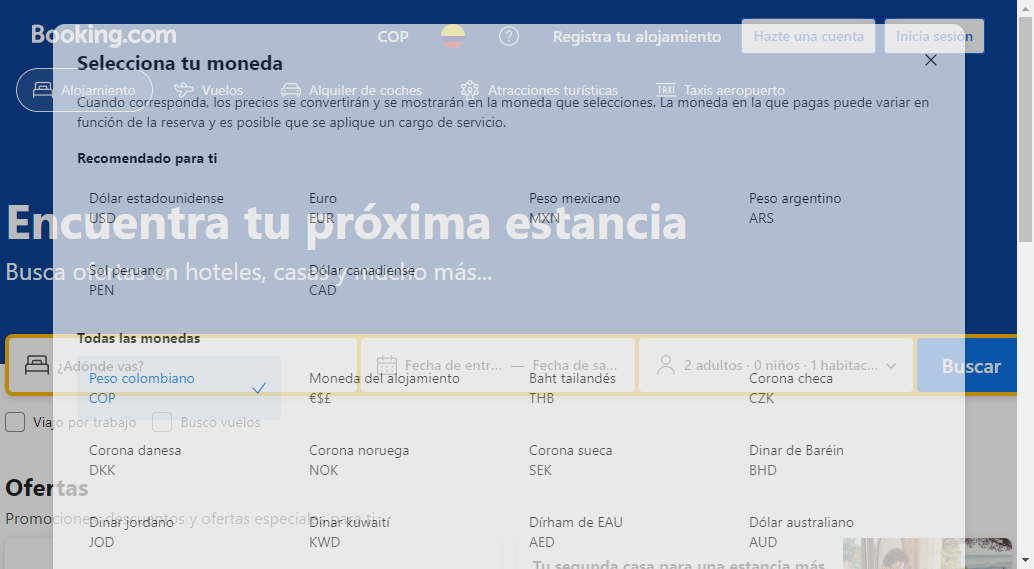 Booking.com
COP
Registra tu alojamiento
Hazte una cuenta
Inicia sesión
Selecciona tu moneda
Alojamiento
Vuelos
Alquiler de coches
Atracciones turísticas
TAXI
Taxis aeropuerto
Cuando corresponda, los precios se convertirán y se mostrarán en la moneda que selecciones. La moneda en la que pagas puede variar en
función de la reserva y es posible que se aplique un cargo de servicio.
Recomendado para ti
Dólar estadounidense
USD
Euro
EUR
Peso mexicano
MXN
Peso argentino
ARS
Encuentra tu próxima estancia
Busca ofertas en hoteles, casas y mucho más...
Sol peruano
PEN
Dólar canadiense
CAD
Todas las monedas
¿Adónde vas?
Fecha de entr... — Fecha de sa...
2 adultos · 0 niños · 1 habitac...
Buscar
Peso colombiano
COP
Moneda del alojamiento
€$£
Baht tailandés
THB
Corona checa
CZK
Viajo por trabajo
Busco vuelos
Corona danesa
DKK
Corona noruega
NOK
Corona sueca
SEK
Dinar de Baréin
BHD
Ofertas
Promociones, descuentos y ofertas especiales para ti
Dinar jordano
JOD
Dinar kuwaití
KWD
Dírham de EAU
AED
Dólar australiano
AUD
Tu segunda casa para una estancia más